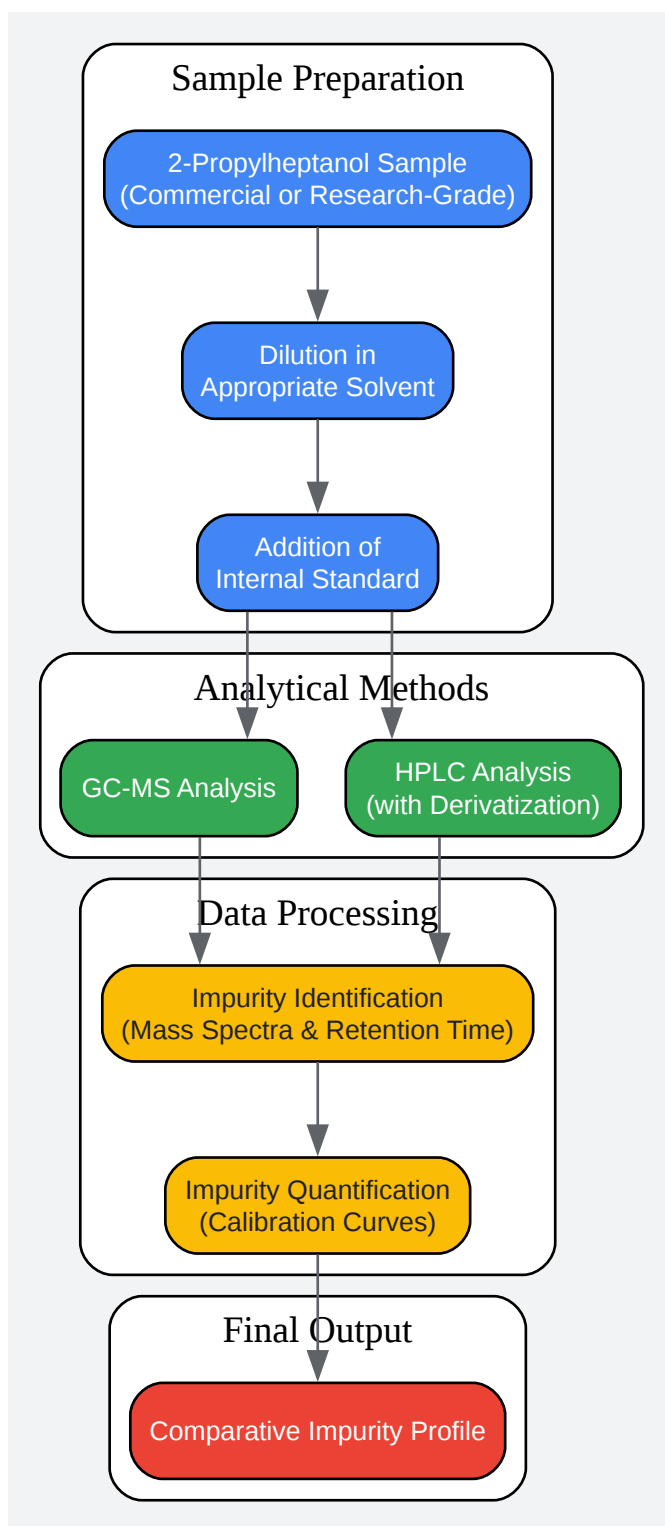 Sample Preparation
2-Propylheptanol Sample
(Commercial or Research-Grade)
Dilution in
Appropriate Solvent
Addition of
Internal Standard
Analytical Methods
GC-MS Analysis
HPLC Analysis
(with Derivatization)
Data Processing
Impurity Identification
(Mass Spectra & Retention Time)
Impurity Quantification
(Calibration Curves)
Final Output
Comparative Impurity Profile